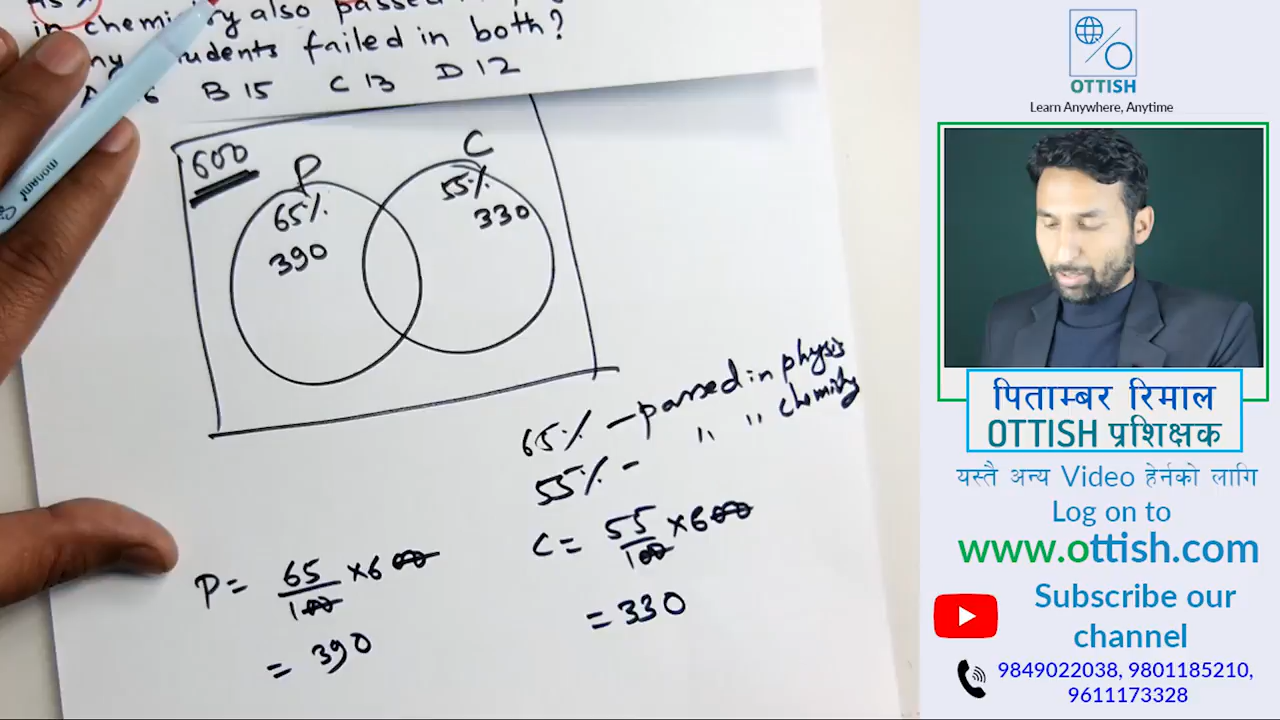 in chemistry also passed
students failed in both?
B 15 C 13 D 12
600
P
C
65%
390
55%
330
65% - passed in physis
55% - " " chemistry
P = 65/100 × 600
= 390
C = 55/100 × 600
= 330
OTTISH
Learn Anywhere, Anytime
पिताम्बर रिमाल
OTTISH प्रशिक्षक
यस्तै अन्य Video हेर्नको लागि
Log on to
www.ottish.com
Subscribe our
channel
9849022038, 9801185210,
9611173328